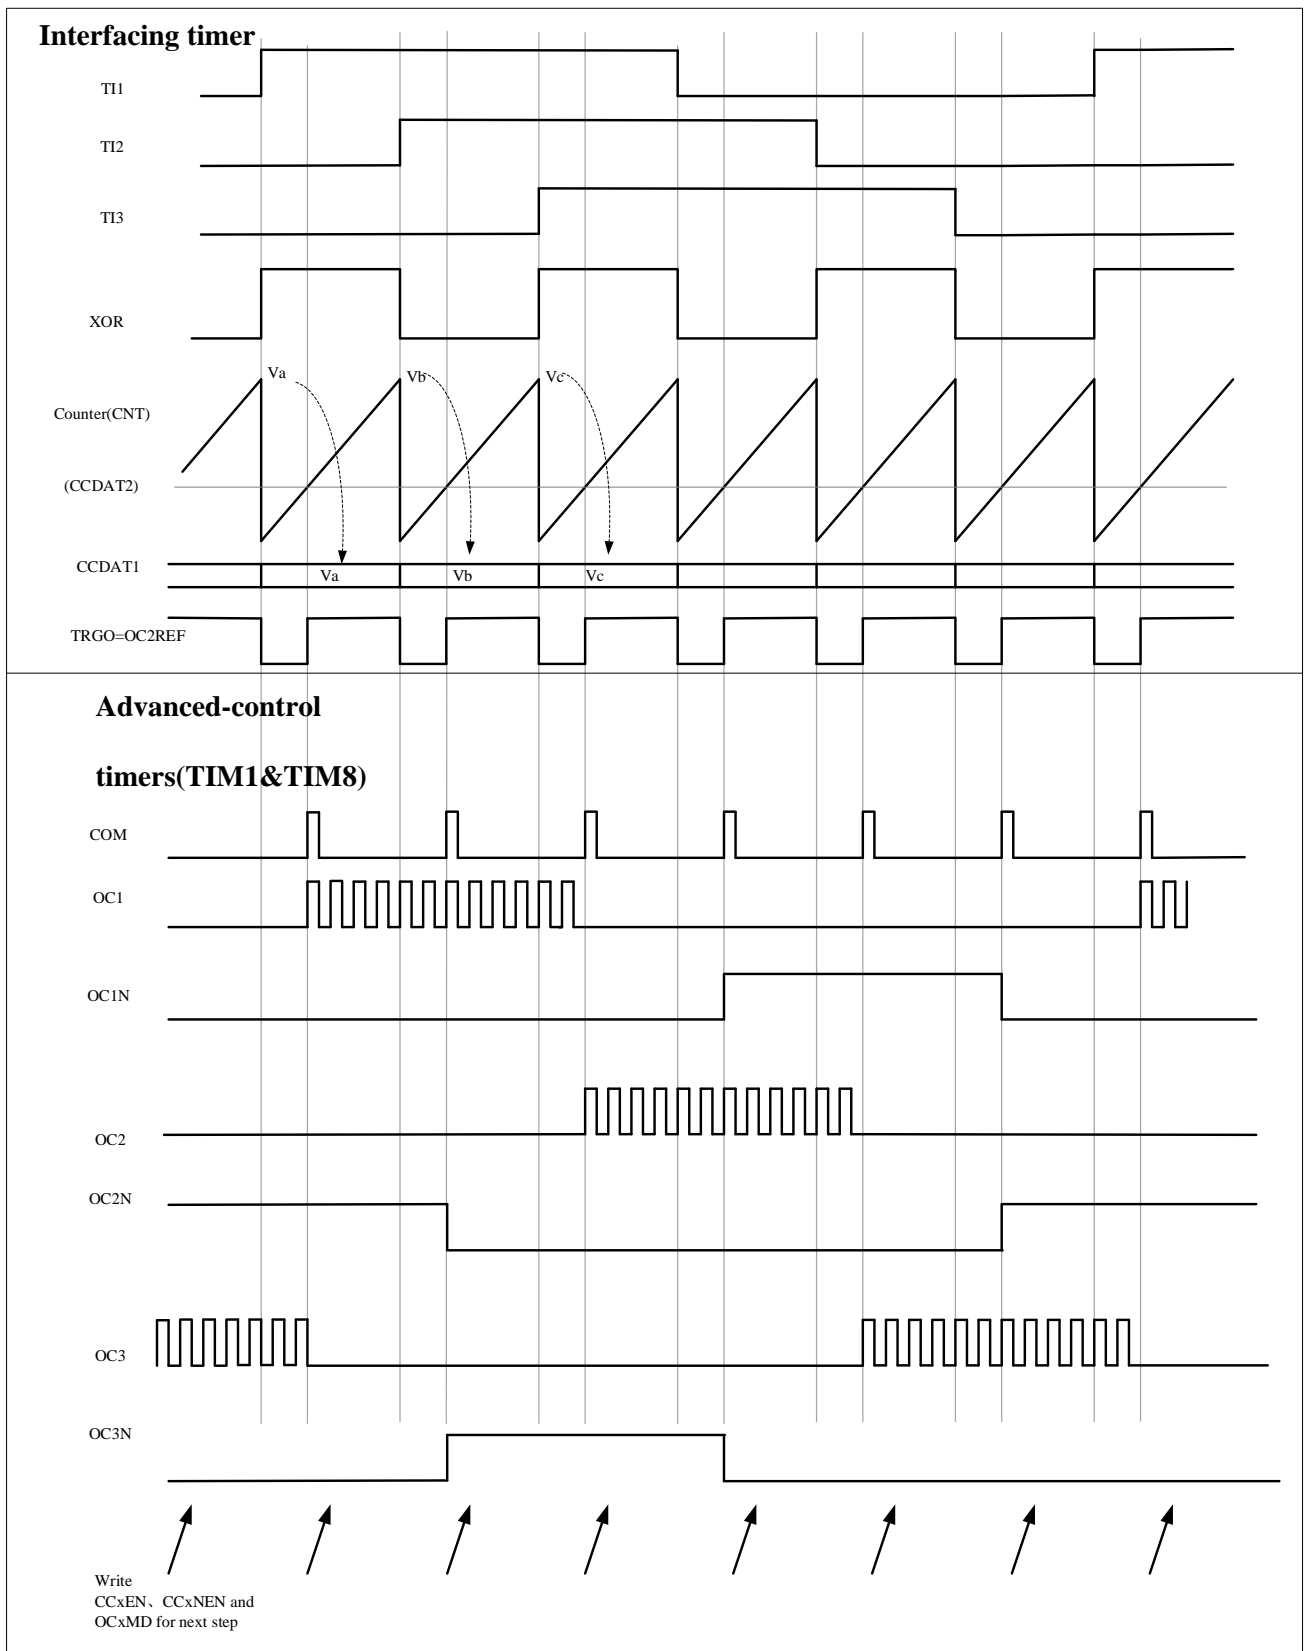 Interfacing timer
TI1
TI2
TI3
XOR
Va
Vb
Vc
Counter(CNT)
(CCDAT2)
CCDAT1
Va
Vb
Vc
TRGO=OC2REF
Advanced-control
timers(TIM1&TIM8)
COM
OC1
OC1N
OC2
OC2N
OC3
OC3N
Write
CCxEN、CCxNEN and
OCxMD for next step